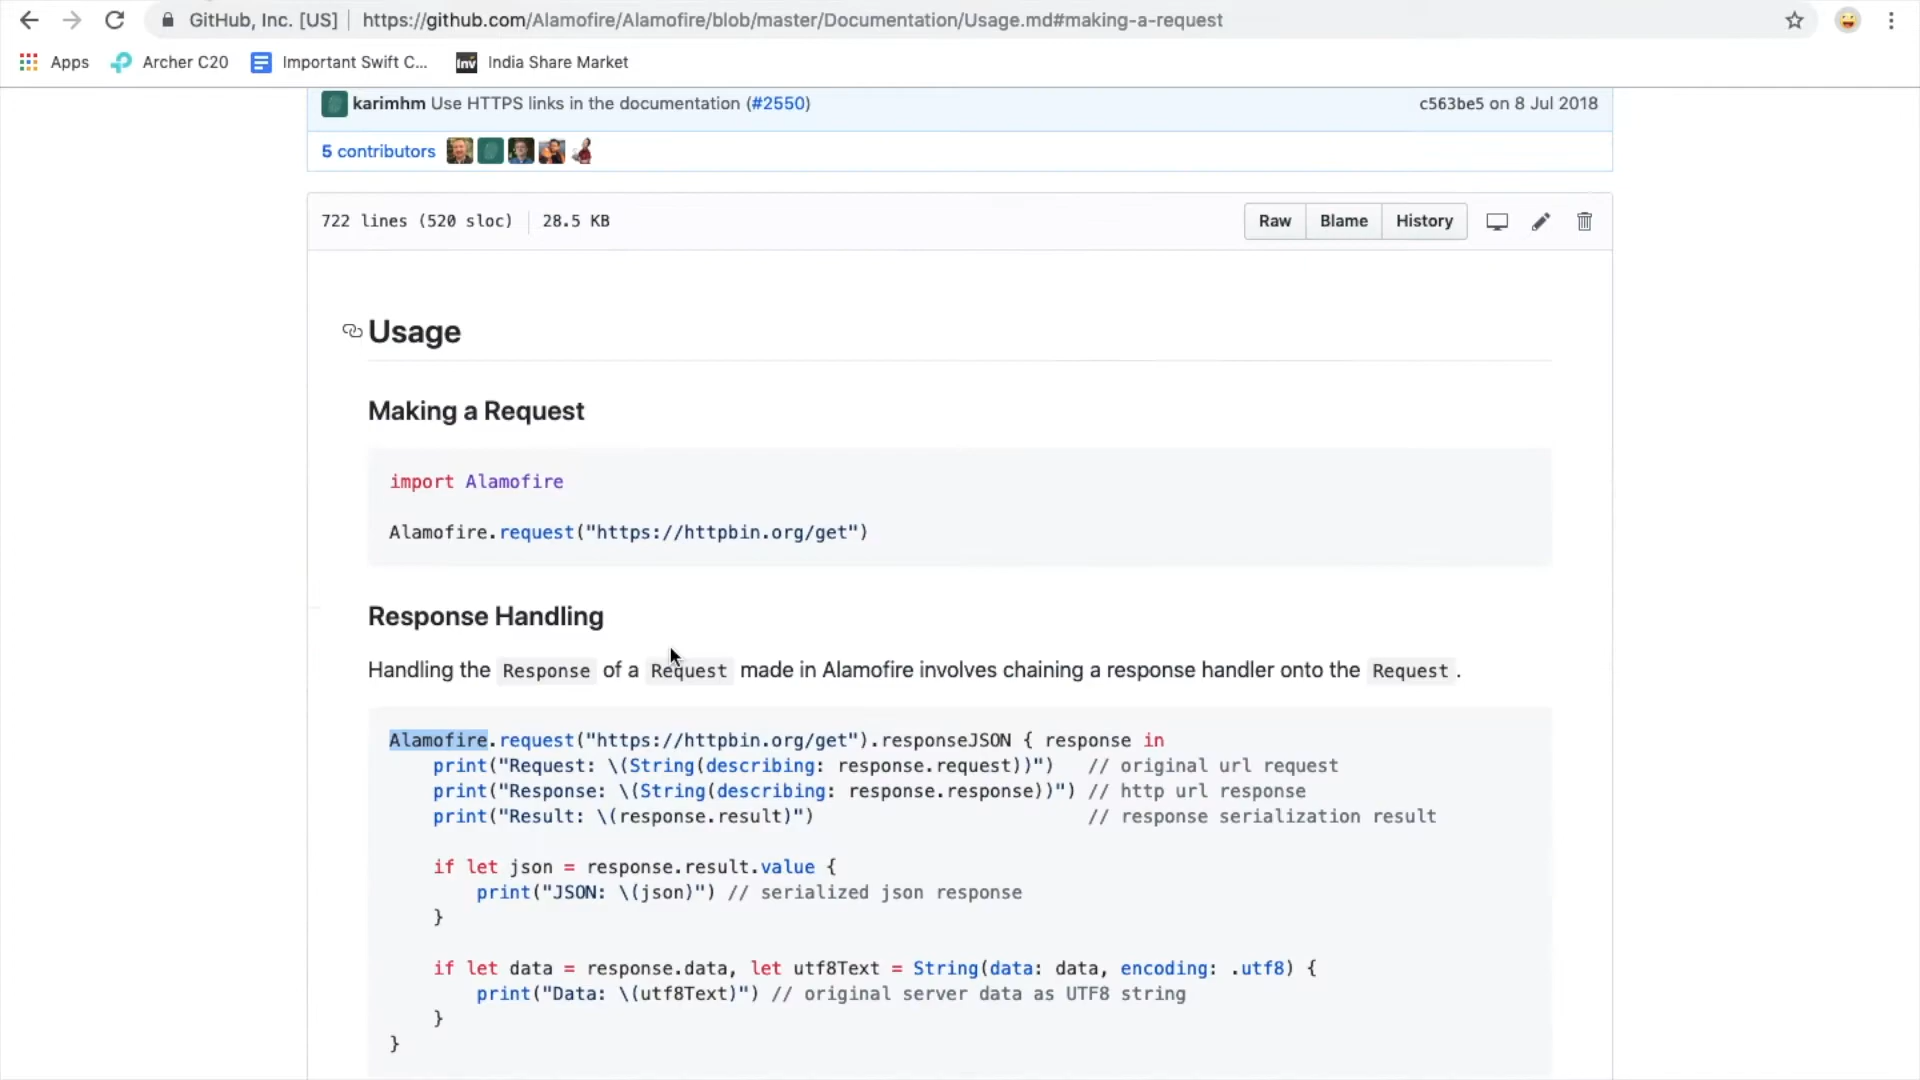 GitHub, Inc. [US] https://github.com/Alamofire/Alamofire/blob/master/Documentation/Usage.md#making-a-request
Apps Archer C20 Important Swift C... Inv India Share Market
karimhm Use HTTPS links in the documentation (#2550) c563be5 on 8 Jul 2018
5 contributors
722 lines (520 sloc) 28.5 KB Raw Blame History
Usage
Making a Request
import Alamofire
Alamofire.request("https://httpbin.org/get")
Response Handling
Handling the Response of a Request made in Alamofire involves chaining a response handler onto the Request .
Alamofire.request("https://httpbin.org/get").responseJSON { response in
print("Request: \(String(describing: response.request))") // original url request
print("Response: \(String(describing: response.response))") // http url response
print("Result: \(response.result)") // response serialization result
if let json = response.result.value {
print("JSON: \(json)") // serialized json response
}
if let data = response.data, let utf8Text = String(data: data, encoding: .utf8) {
print("Data: \(utf8Text)") // original server data as UTF8 string
}
}